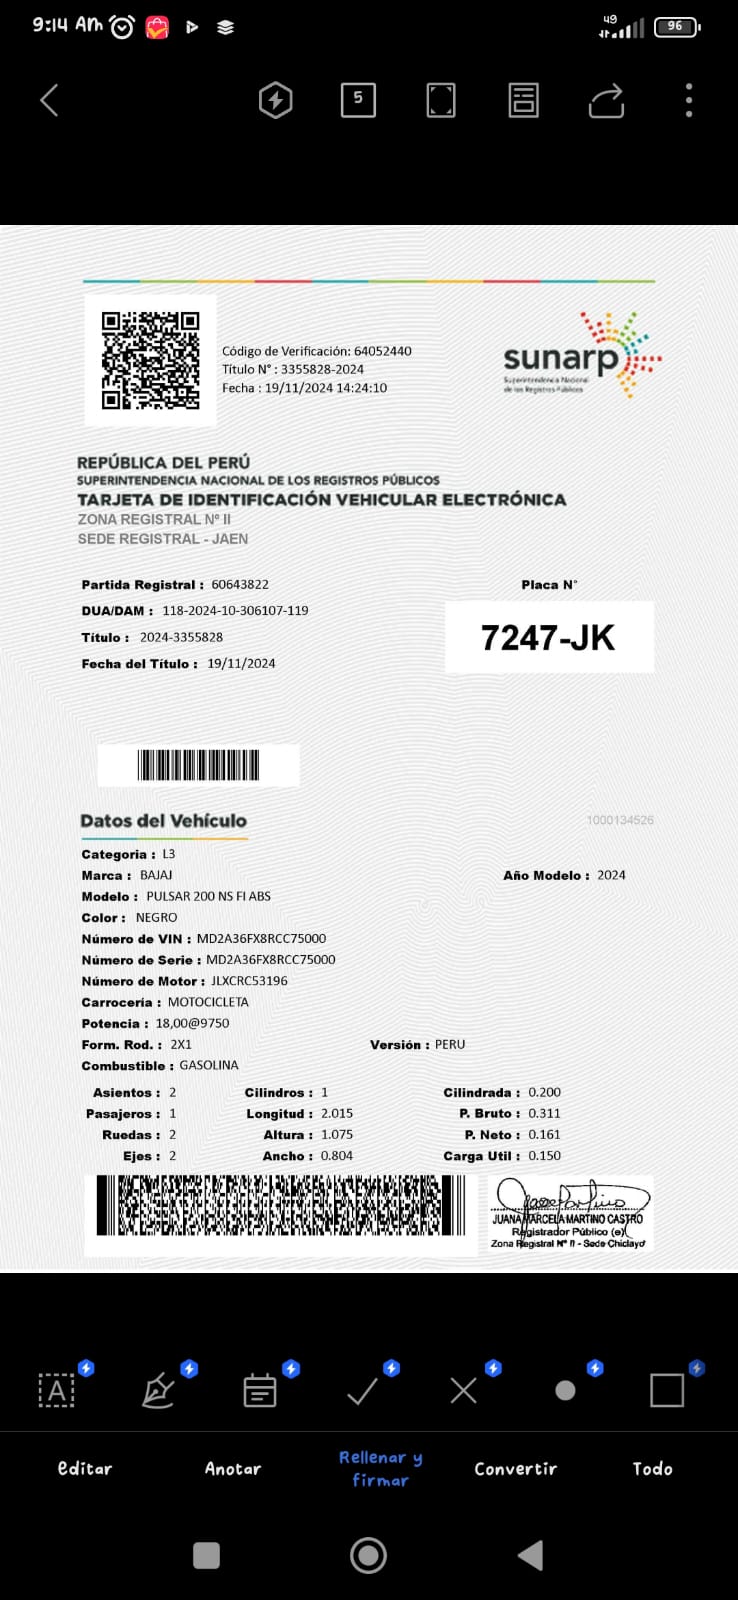 9:14 AM
4G
96
5
Código de Verificación: 64052440
Título N° : 3355828-2024
Fecha : 19/11/2024 14:24:10
sunarp
Superintendencia Nacional
de los Registros Públicos
REPÚBLICA DEL PERÚ
SUPERINTENDENCIA NACIONAL DE LOS REGISTROS PÚBLICOS
TARJETA DE IDENTIFICACIÓN VEHICULAR ELECTRÓNICA
ZONA REGISTRAL Nº II
SEDE REGISTRAL - JAEN
Partida Registral : 60643822
Placa N°
DUA/DAM : 118-2024-10-306107-119
7247-JK
Título : 2024-3355828
Fecha del Título : 19/11/2024
Datos del Vehículo
1000134526
Categoria : L3
Marca : BAJAJ
Año Modelo : 2024
Modelo : PULSAR 200 NS FI ABS
Color : NEGRO
Número de VIN : MD2A36FX8RCC75000
Número de Serie : MD2A36FX8RCC75000
Número de Motor : JLXCRC53196
Carrocería : MOTOCICLETA
Potencia : 18,00@9750
Form. Rod. : 2X1
Versión : PERU
Combustible : GASOLINA
Asientos : 2 Cilindros : 1 Cilindrada : 0.200
Pasajeros : 1 Longitud : 2.015 P. Bruto : 0.311
Ruedas : 2 Altura : 1.075 P. Neto : 0.161
Ejes : 2 Ancho : 0.804 Carga Util : 0.150
JUANA MARCELA MARTINO CASTRO
Registrador Público (e)
Zona Registral Nº II - Sede Chiclayo
A
Editar
Anotar
Rellenar y
firmar
Convertir
Todo